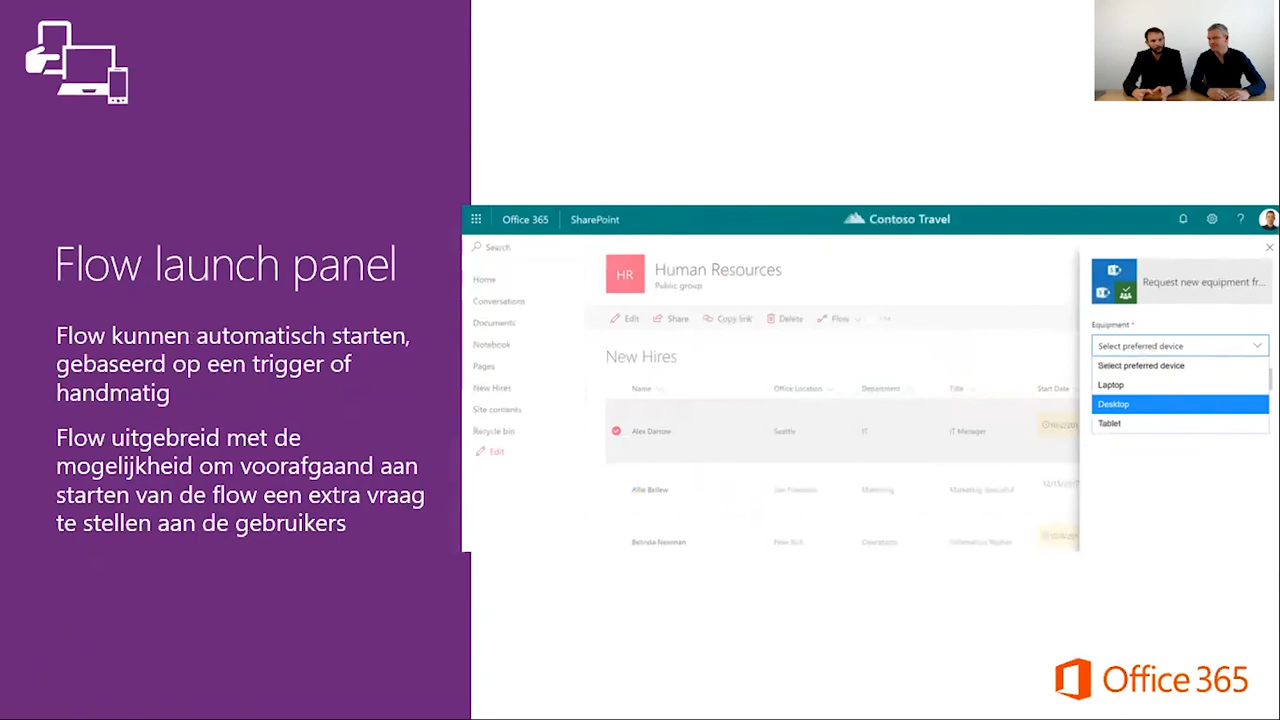 Flow launch panel
Flow kunnen automatisch starten,
gebaseerd op een trigger of
handmatig
Flow uitgebreid met de
mogelijkheid om voorafgaand aan
starten van de flow een extra vraag
te stellen aan de gebruikers
Office 365 SharePoint Contoso Travel ?
Search
Home
Conversations
Documents
Notebook
Pages
New Hires
Site contents
Recycle bin
Edit
HR Human Resources
Public group
Edit Share Copy link Delete Flow
New Hires
Name Office Location Department Title Start Date
Alex Darrow Seattle IT IT Manager
Allie Bellew Marketing
Belinda Newman Operations
Request new equipment fr...
Equipment *
Select preferred device
Select preferred device
Laptop
Desktop
Tablet
Office 365